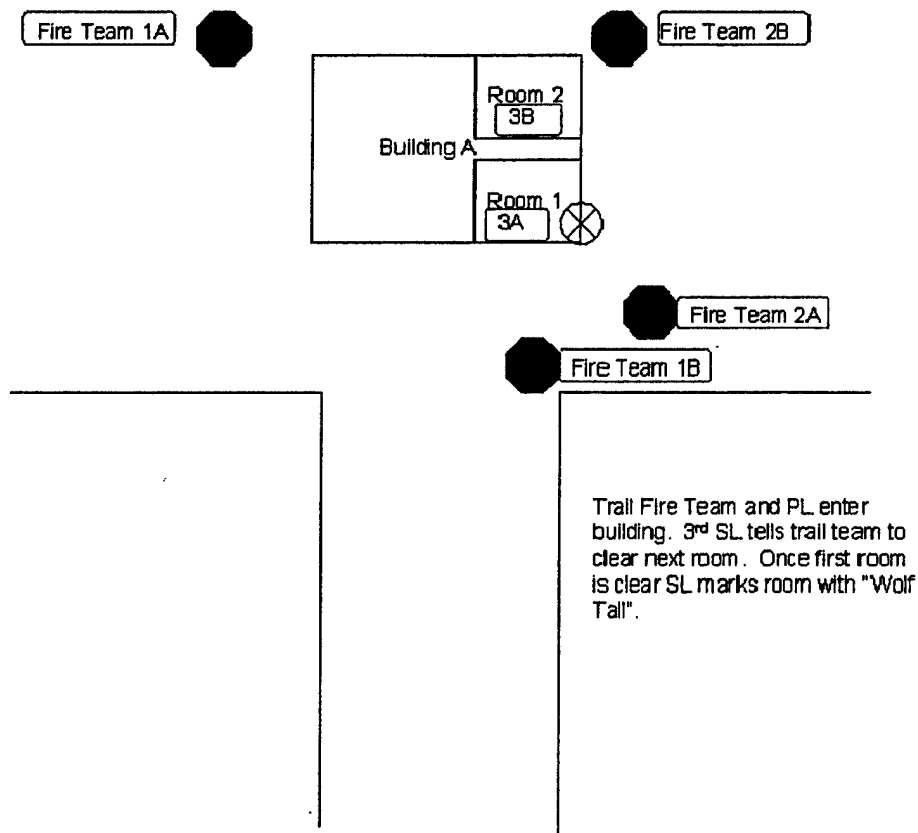 Fire Team 1A
Fire Team 2B
Room 2
3B
Building A
Room 1
3A
Fire Team 2A
Fire Team 1B
Trail Fire Team and PL enter
building. 3rd SL tells trail team to
clear next room. Once first room
is clear SL marks room with "Wolf
Tail".